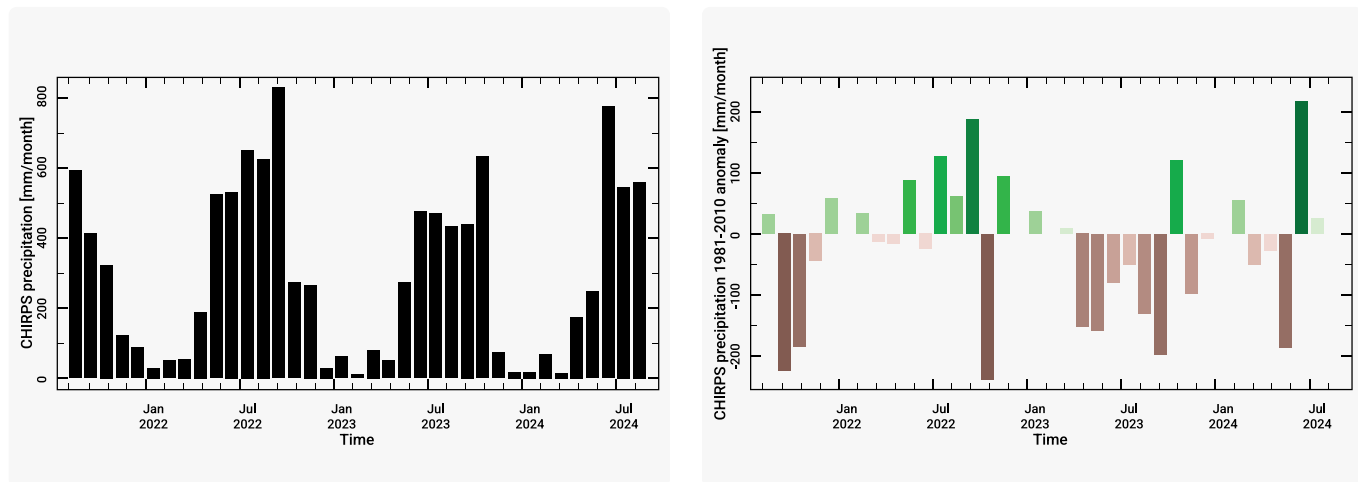 CHIRPS precipitation [mm/month]
800
600
400
200
0
Jan
2022
Jul
2022
Jan
2023
Jul
2023
Jan
2024
Jul
2024
Time
CHIRPS precipitation 1981-2010 anomaly [mm/month]
200
100
0
-100
-200
Jan
2022
Jul
2022
Jan
2023
Jul
2023
Jan
2024
Jul
2024
Time